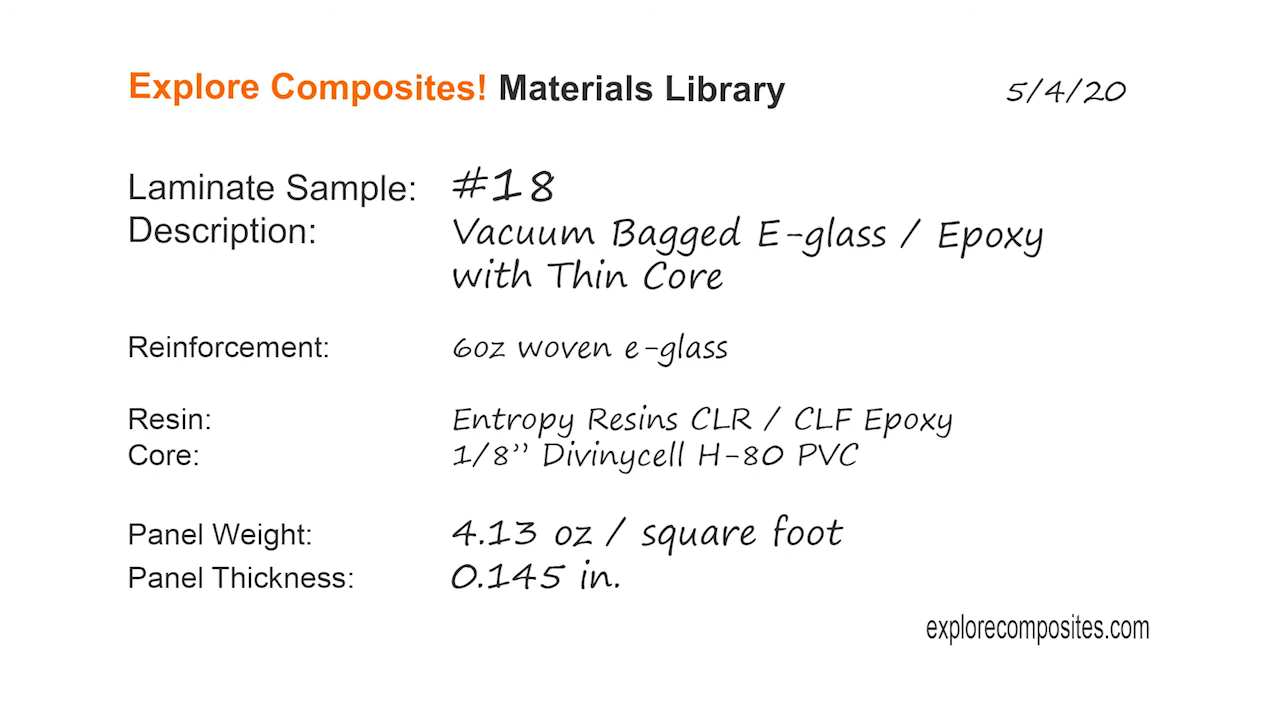 Explore Composites! Materials Library 5/4/20
Laminate Sample: #18
Description: Vacuum Bagged E-glass / Epoxy
with Thin Core
Reinforcement: 6oz woven e-glass
Resin: Entropy Resins CLR / CLF Epoxy
Core: 1/8” Divinycell H-80 PVC
Panel Weight: 4.13 oz / square foot
Panel Thickness: 0.145 in.
explorecomposites.com